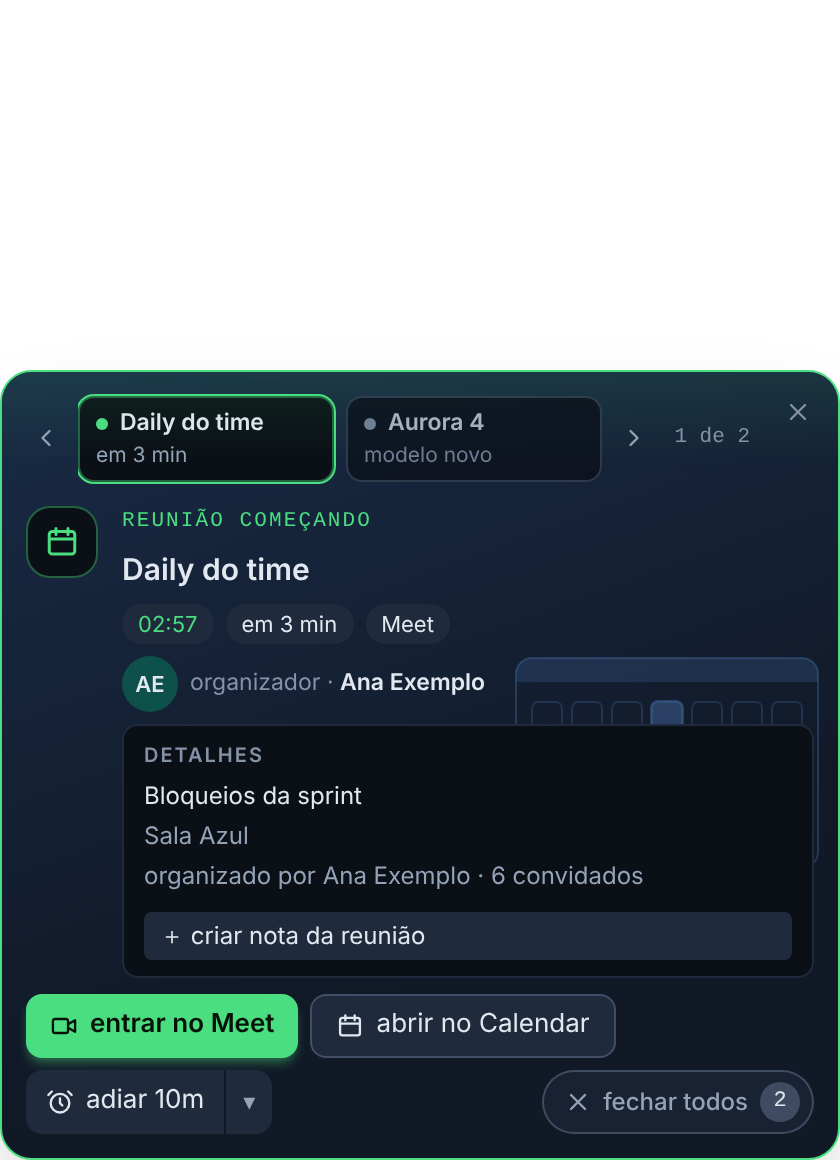 Daily do time
em 3 min
Aurora 4
modelo novo
1 de 2
REUNIÃO COMEÇANDO
Daily do time
02:57
em 3 min
Meet
AE
organizador · Ana Exemplo
DETALHES
Bloqueios da sprint
Sala Azul
organizado por Ana Exemplo · 6 convidados
+ criar nota da reunião
entrar no Meet
abrir no Calendar
adiar 10m
fechar todos 2